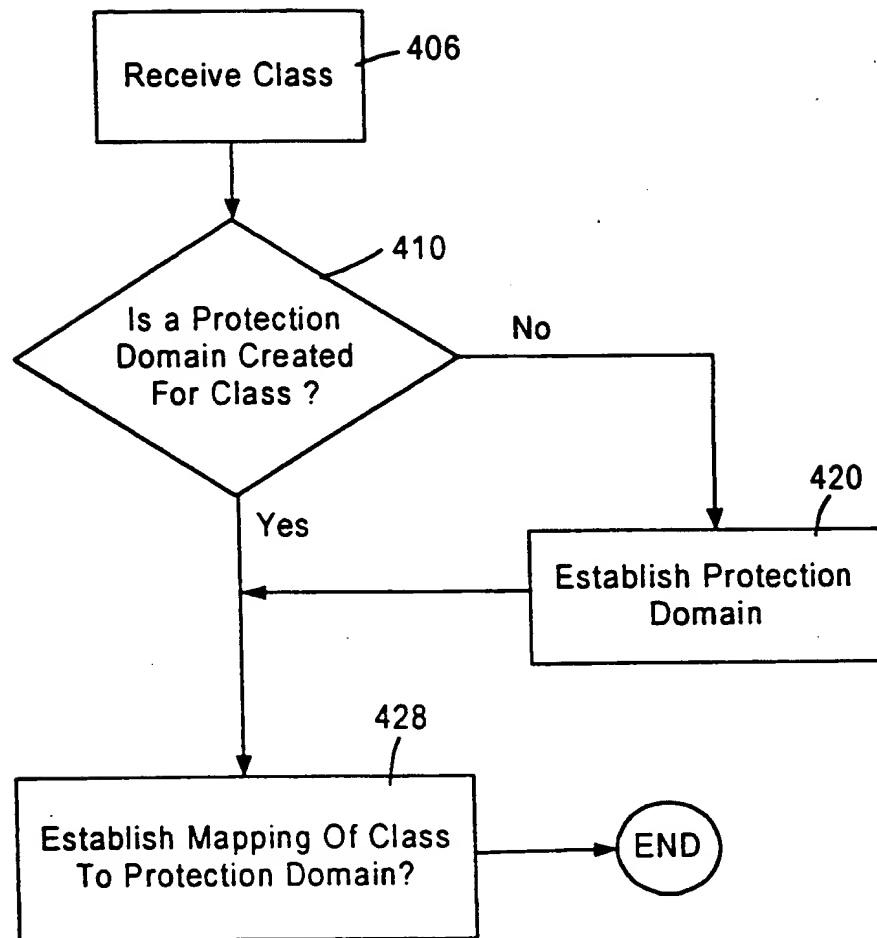 406
Receive Class
410
Is a Protection
Domain Created
For Class ?
No
Yes
420
Establish Protection
Domain
428
Establish Mapping Of Class
To Protection Domain?
END